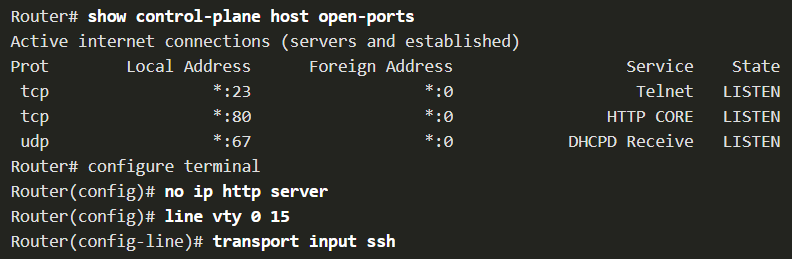 Router# show control-plane host open-ports
Active internet connections (servers and established)
Prot Local Address Foreign Address Service State
tcp *:23 *:0 Telnet LISTEN
tcp *:80 *:0 HTTP CORE LISTEN
udp *:67 *:0 DHCPD Receive LISTEN
Router# configure terminal
Router(config)# no ip http server
Router(config)# line vty 0 15
Router(config-line)# transport input ssh